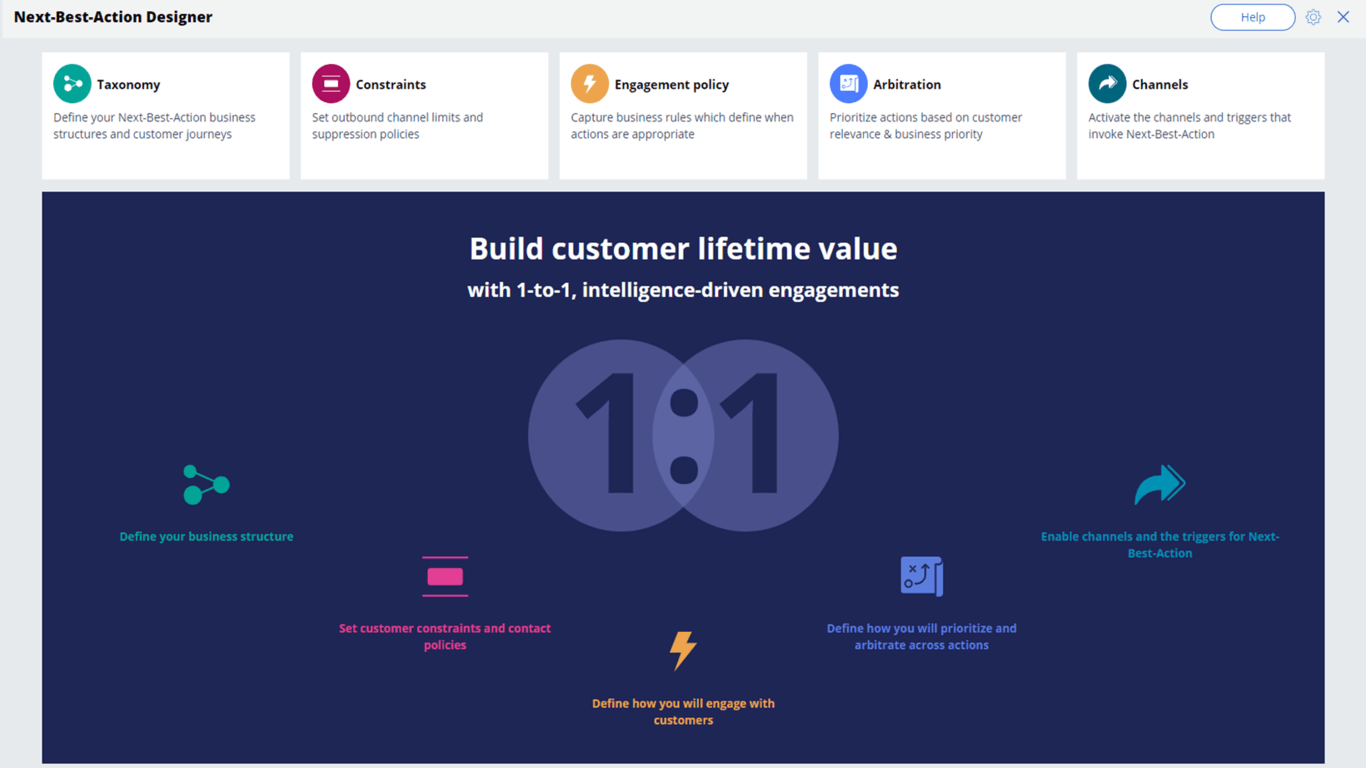 Next-Best-Action Designer
Help
Taxonomy
Define your Next-Best-Action business
structures and customer journeys
Constraints
Set outbound channel limits and
suppression policies
Engagement policy
Capture business rules which define when
actions are appropriate
Arbitration
Prioritize actions based on customer
relevance & business priority
Channels
Activate the channels and triggers that
invoke Next-Best-Action
Build customer lifetime value
with 1-to-1, intelligence-driven engagements
1:1
Define your business structure
Set customer constraints and contact
policies
Define how you will engage with
customers
Define how you will prioritize and
arbitrate across actions
Enable channels and the triggers for Next-
Best-Action